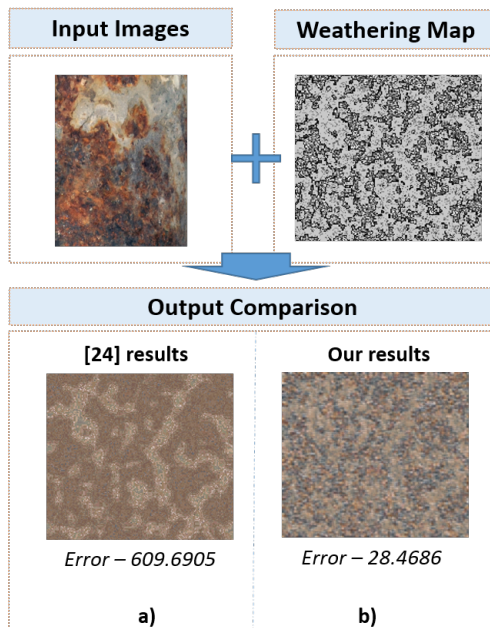 Input Images
Weathering Map
Output Comparison
[24] results
Our results
Error – 609.6905
Error – 28.4686
a)
b)